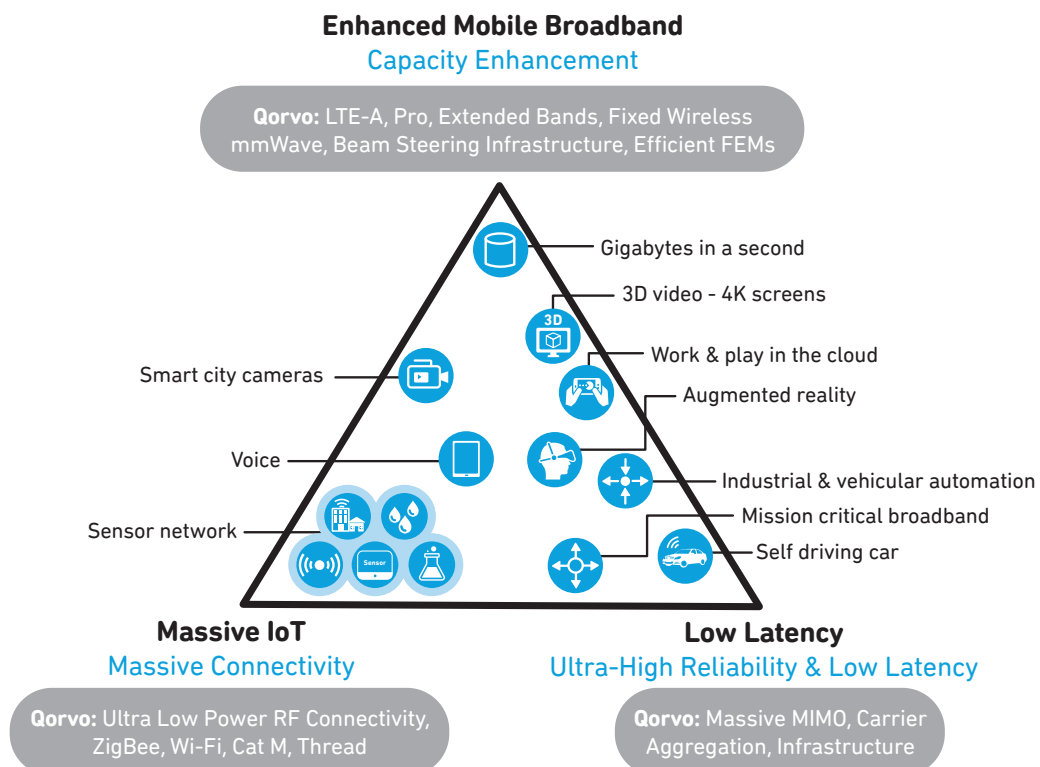 Enhanced Mobile Broadband
Capacity Enhancement
Qorvo: LTE-A, Pro, Extended Bands, Fixed Wireless
mmWave, Beam Steering Infrastructure, Efficient FEMs
Gigabytes in a second
3D video - 4K screens
3D
Work & play in the cloud
Smart city cameras
Augmented reality
Voice
Industrial & vehicular automation
Mission critical broadband
Sensor network
Self driving car
Sensor
Massive IoT
Massive Connectivity
Qorvo: Ultra Low Power RF Connectivity,
ZigBee, Wi-Fi, Cat M, Thread
Low Latency
Ultra-High Reliability & Low Latency
Qorvo: Massive MIMO, Carrier
Aggregation, Infrastructure